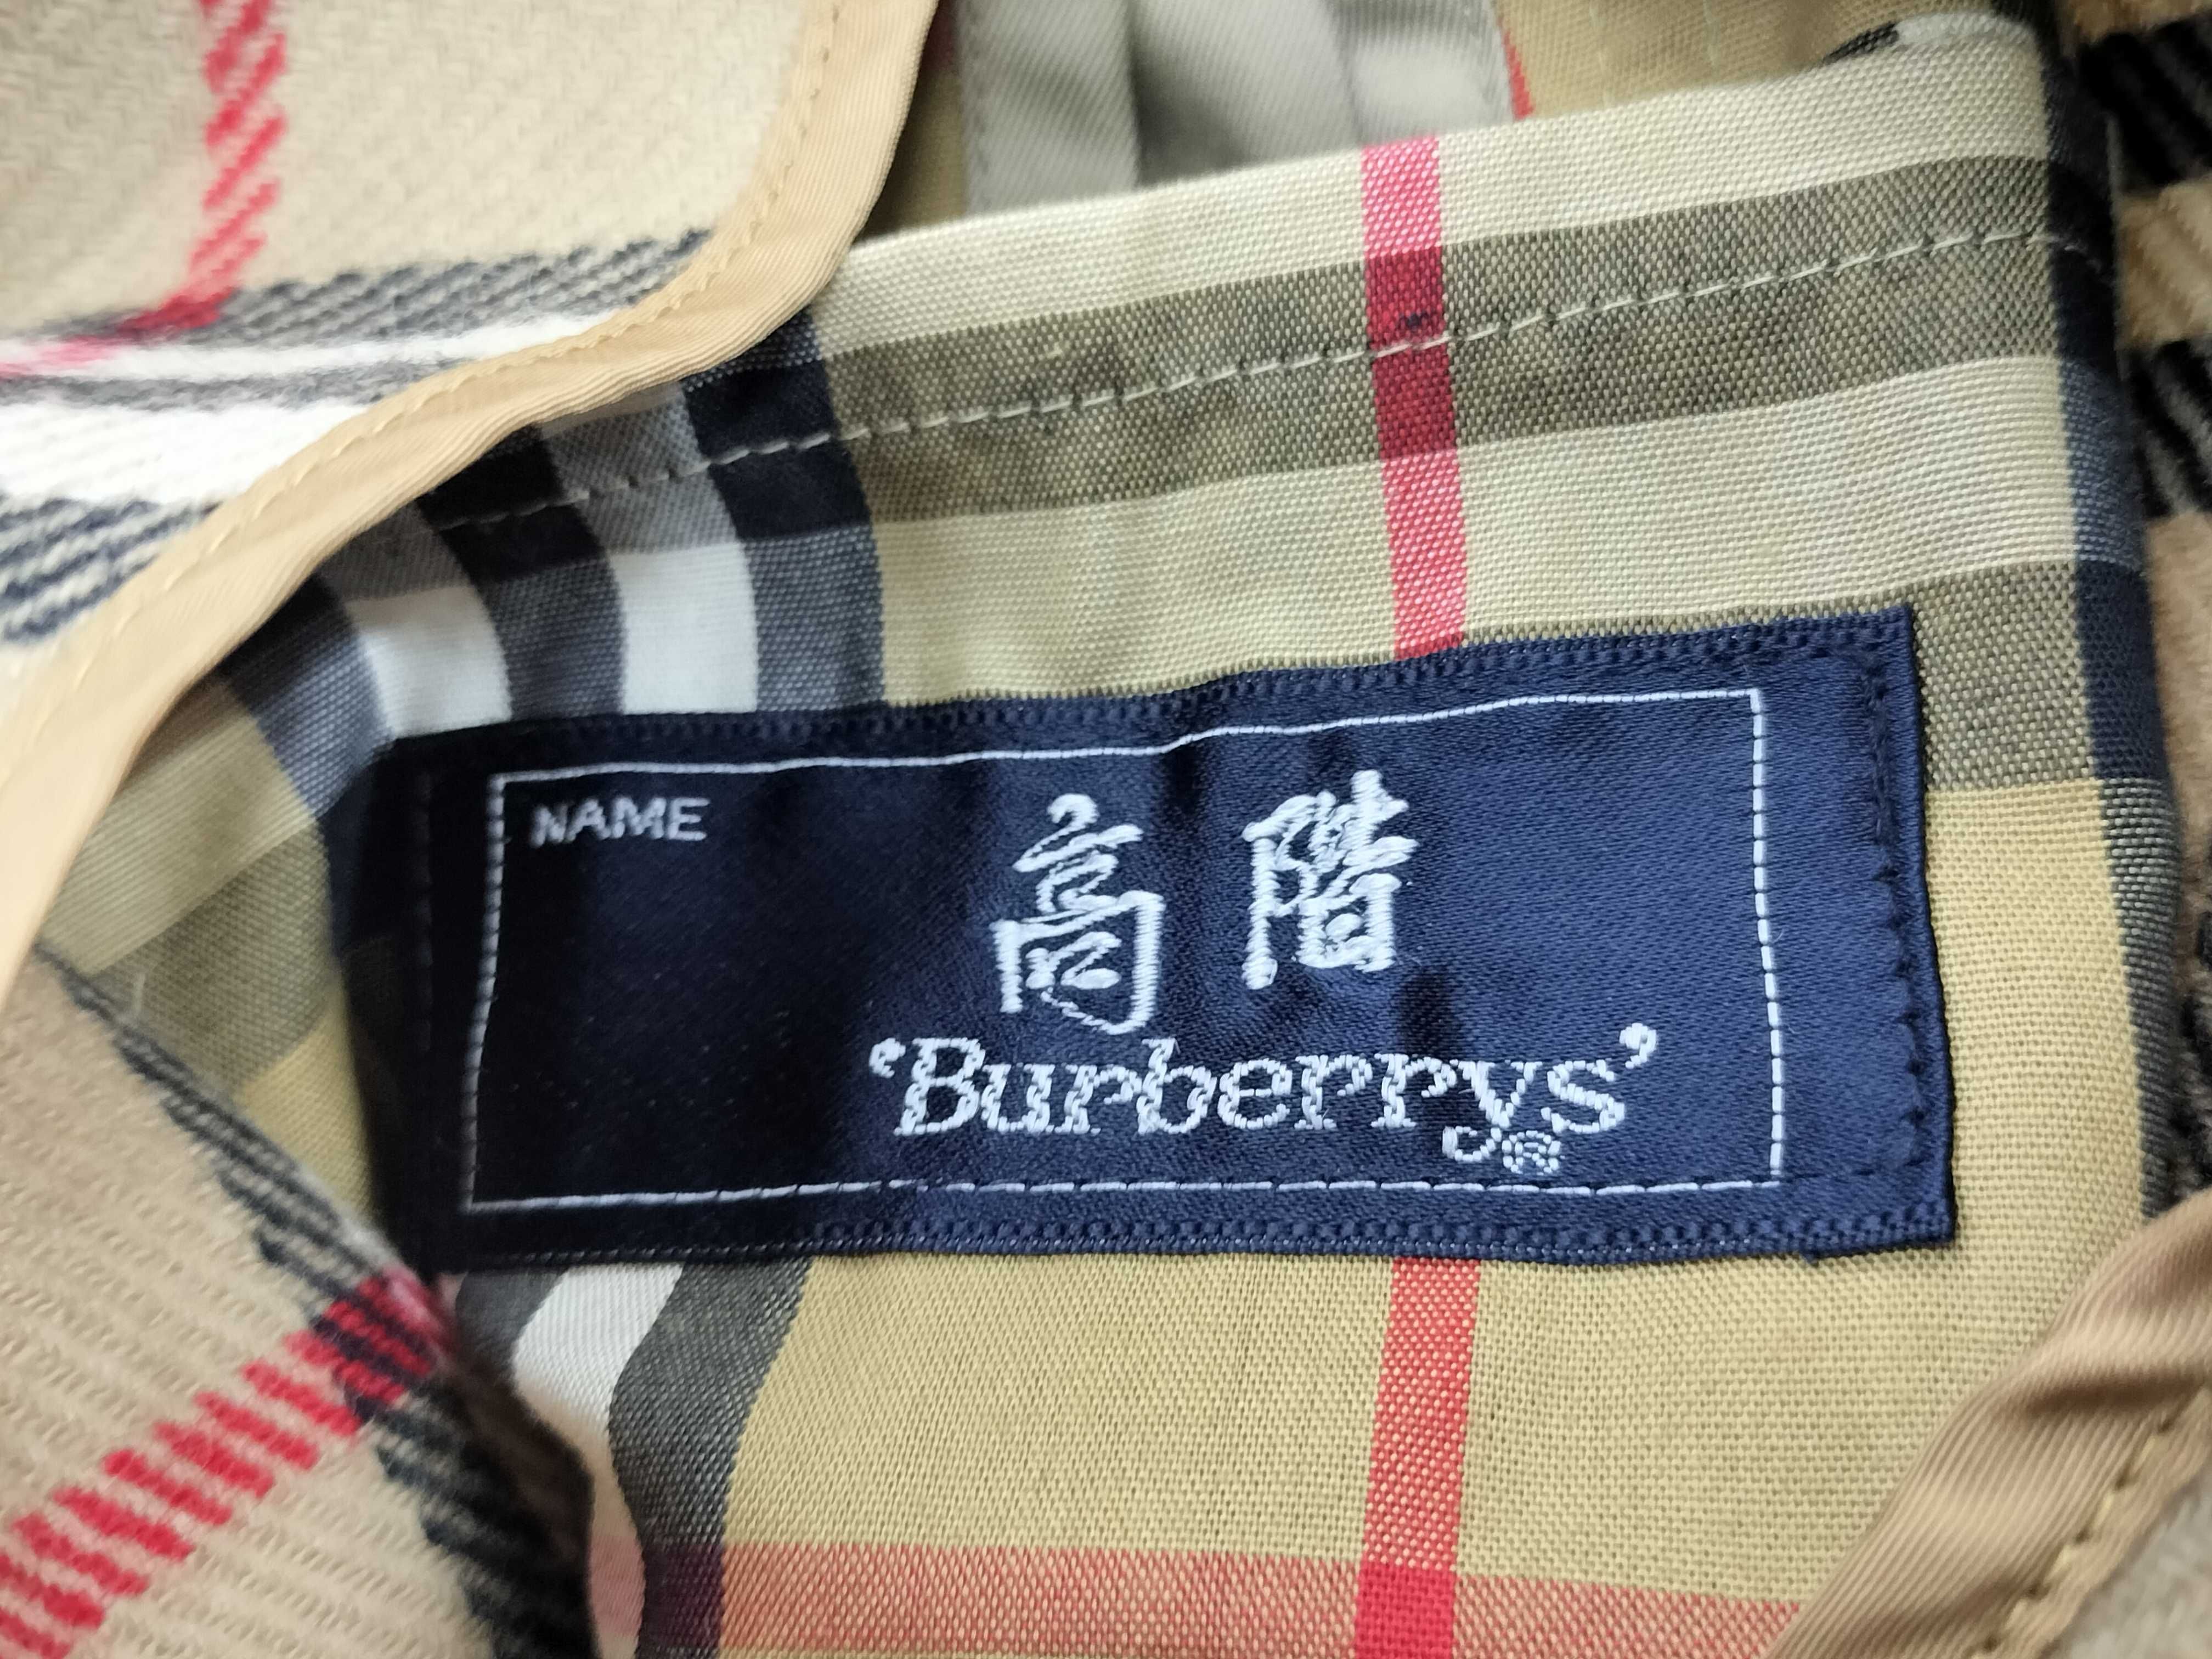 NAME
高階
'Burberrys'
®